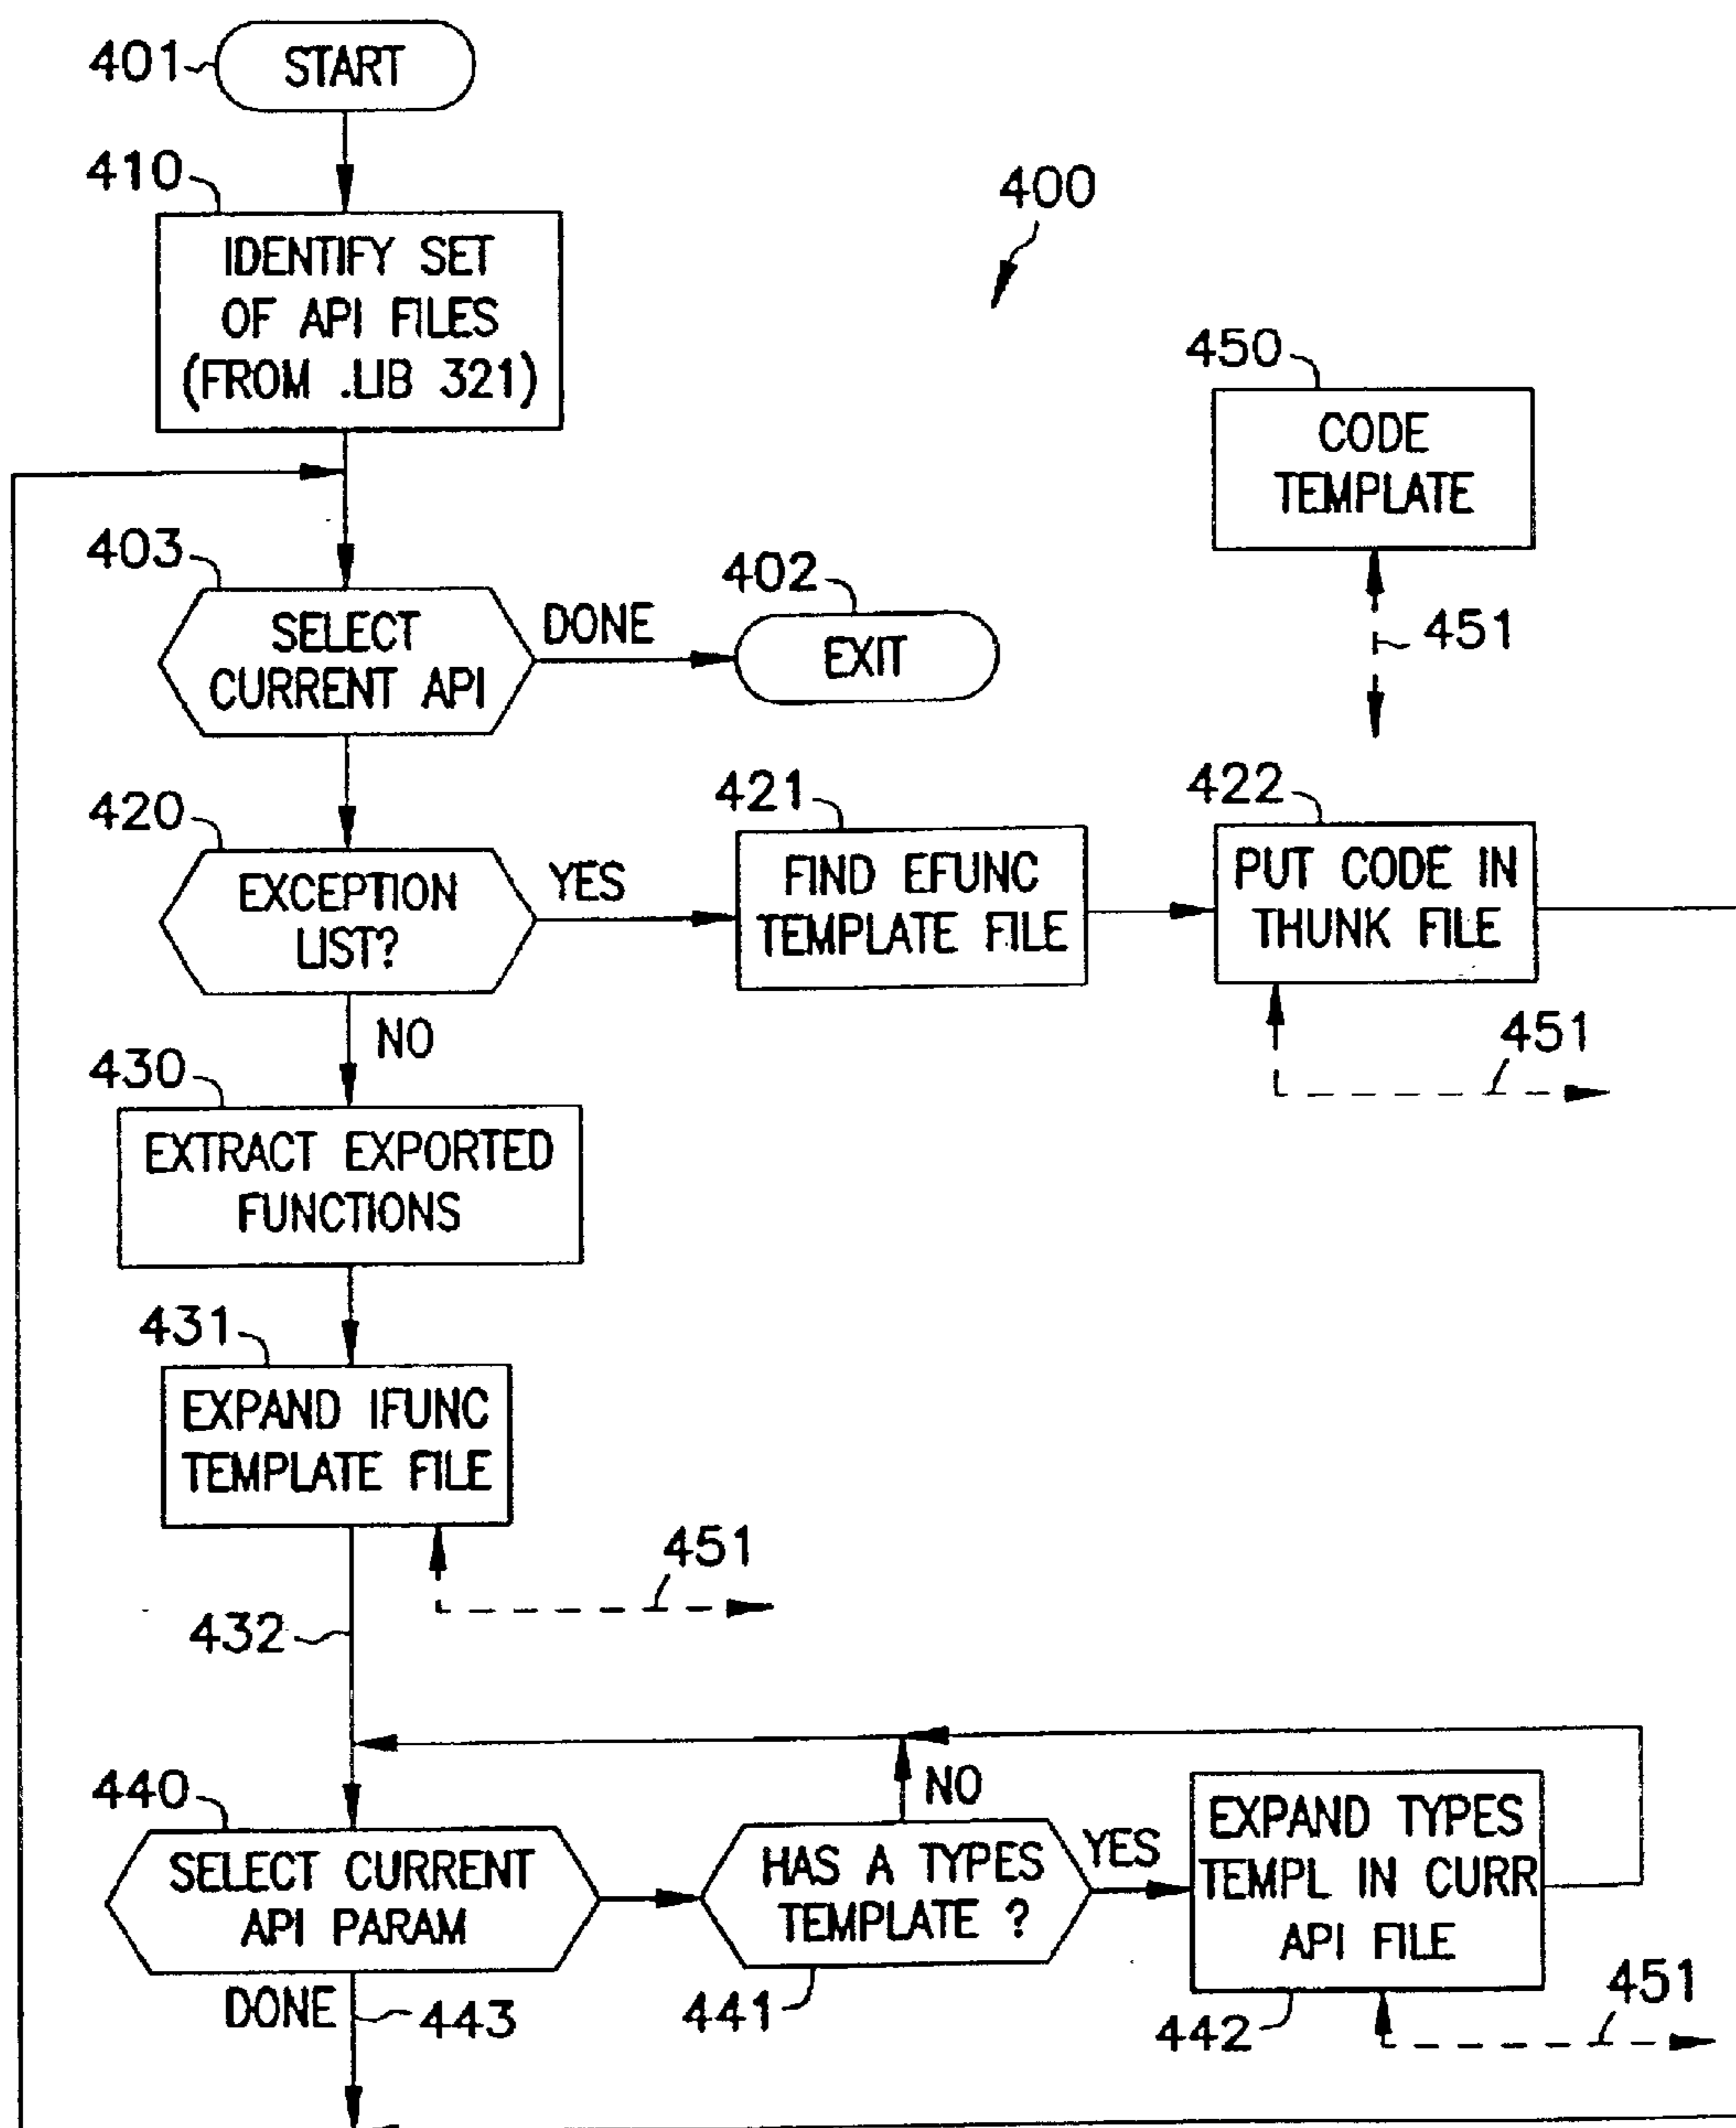 401
START
410
IDENTIFY SET
OF API FILES
(FROM .LIB 321)
400
450
CODE
TEMPLATE
451
403
SELECT
CURRENT API
DONE
402
EXIT
420
EXCEPTION
LIST?
YES
421
FIND EFUNC
TEMPLATE FILE
422
PUT CODE IN
THUNK FILE
451
NO
430
EXTRACT EXPORTED
FUNCTIONS
431
EXPAND IFUNC
TEMPLATE FILE
451
432
440
SELECT CURRENT
API PARAM
NO
HAS A TYPES
TEMPLATE ?
441
YES
EXPAND TYPES
TEMPL IN CURR
API FILE
442
451
DONE
443